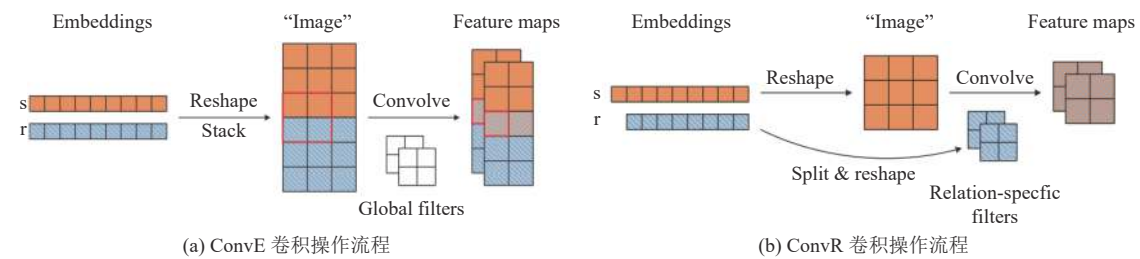 Embeddings
“Image”
Feature maps
s
r
Reshape
Stack
Convolve
Global filters
(a) ConvE 卷积操作流程
Embeddings
“Image”
Feature maps
s
r
Reshape
Convolve
Split & reshape
Relation-specfic
filters
(b) ConvR 卷积操作流程